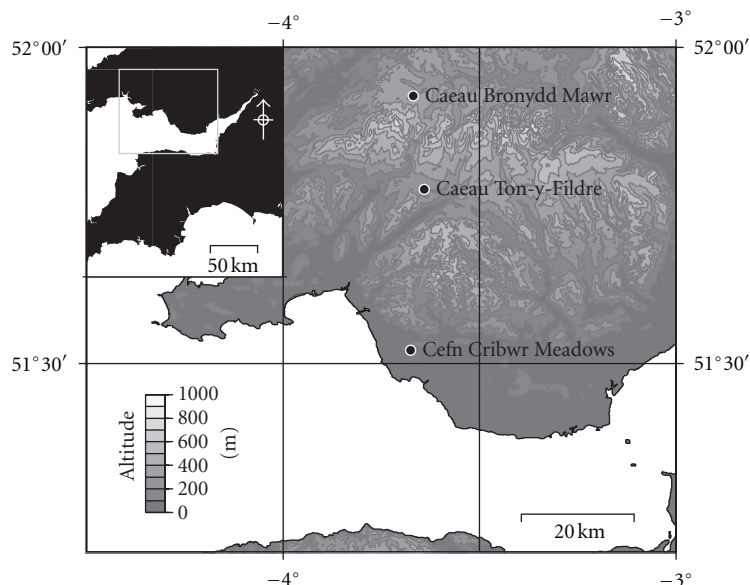 −4°
−3°
52°00′
52°00′
Caeau Bronydd Mawr
Caeau Ton-y-Fildre
50 km
Cefn Cribwr Meadows
51°30′
51°30′
Altitude
1000
800
600
400
200
0
(m)
20 km
−4°
−3°